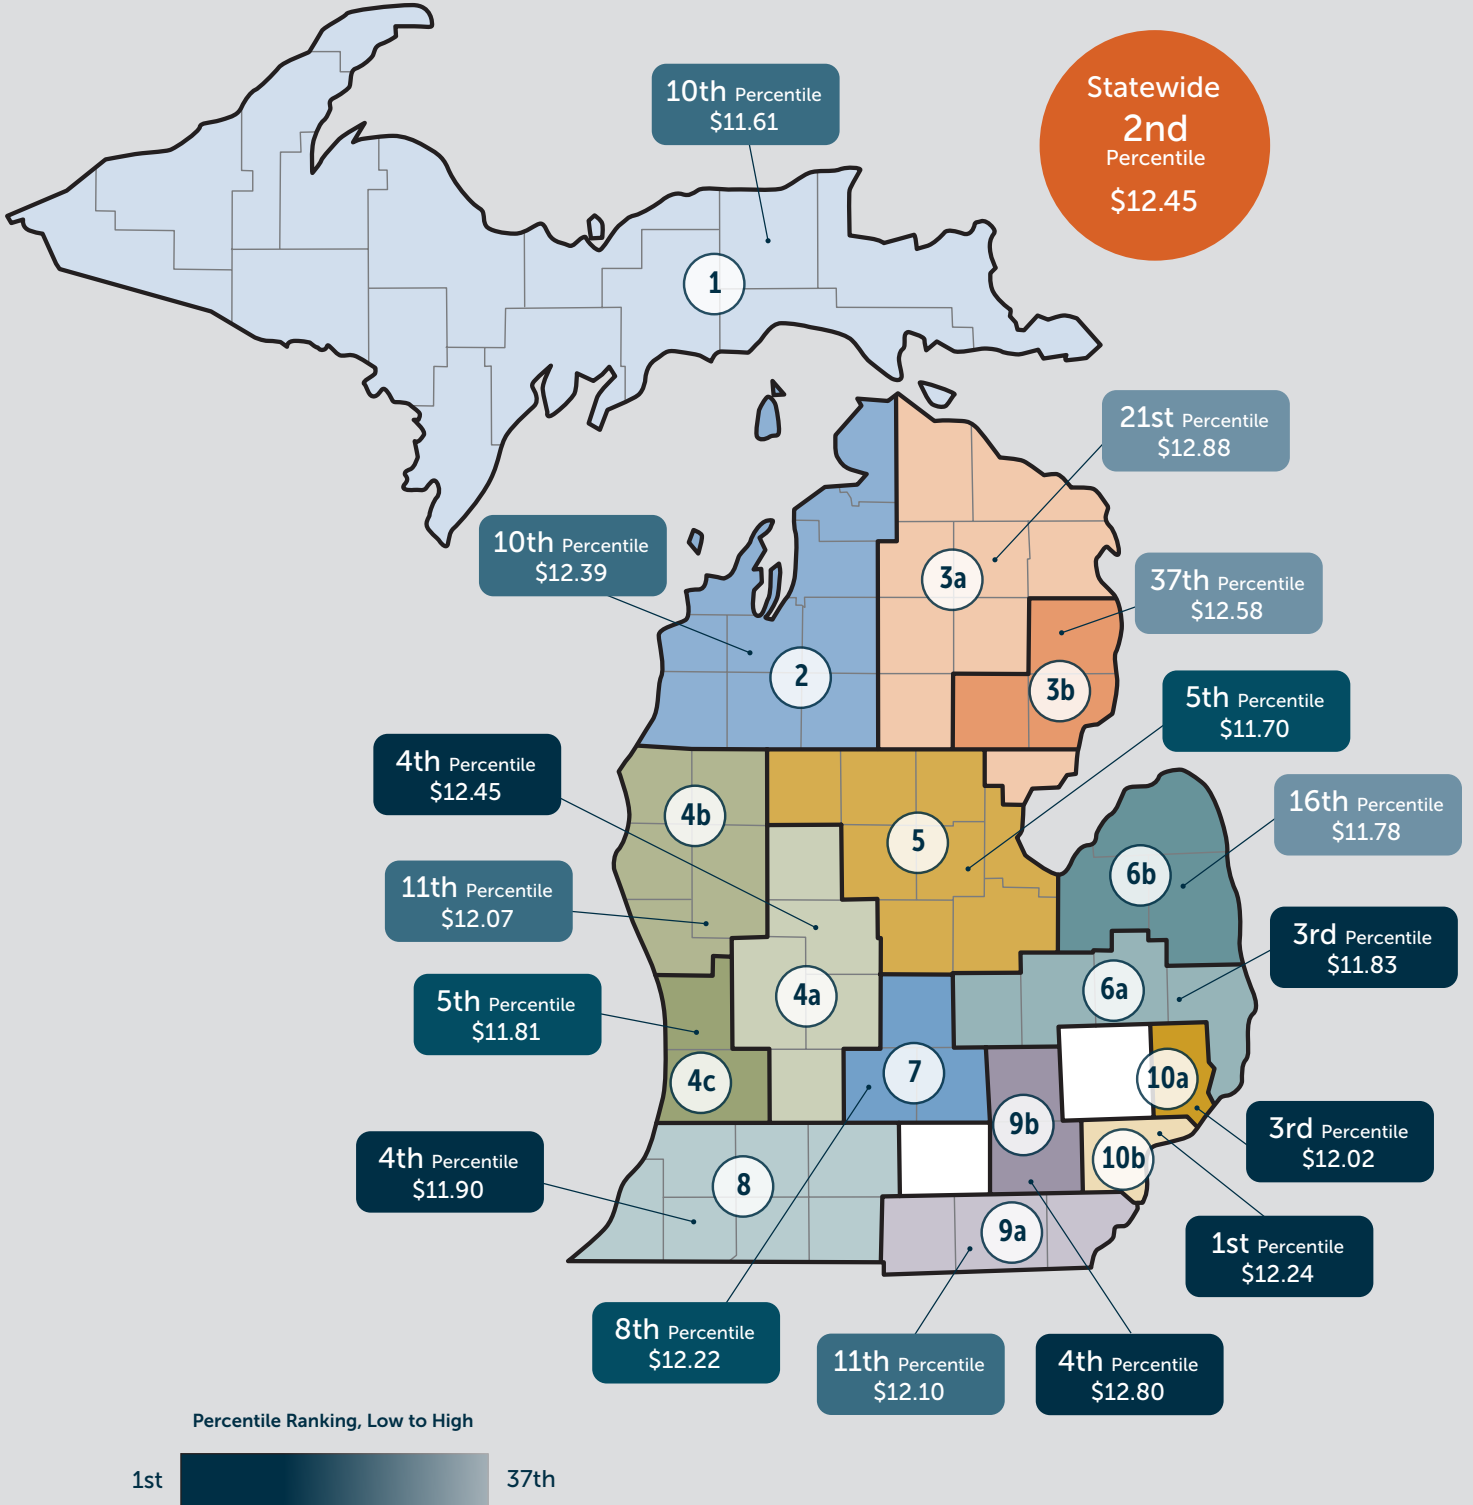 Statewide
2nd
Percentile
$12.45
10th Percentile
$11.61
1
21st Percentile
$12.88
10th Percentile
$12.39
3a
37th Percentile
$12.58
2
3b
5th Percentile
$11.70
4th Percentile
$12.45
4b
5
16th Percentile
$11.78
11th Percentile
$12.07
6b
3rd Percentile
$11.83
5th Percentile
$11.81
4a
6a
4c
7
10a
9b
3rd Percentile
$12.02
4th Percentile
$11.90
8
10b
9a
1st Percentile
$12.24
8th Percentile
$12.22
11th Percentile
$12.10
4th Percentile
$12.80
Percentile Ranking, Low to High
1st
37th